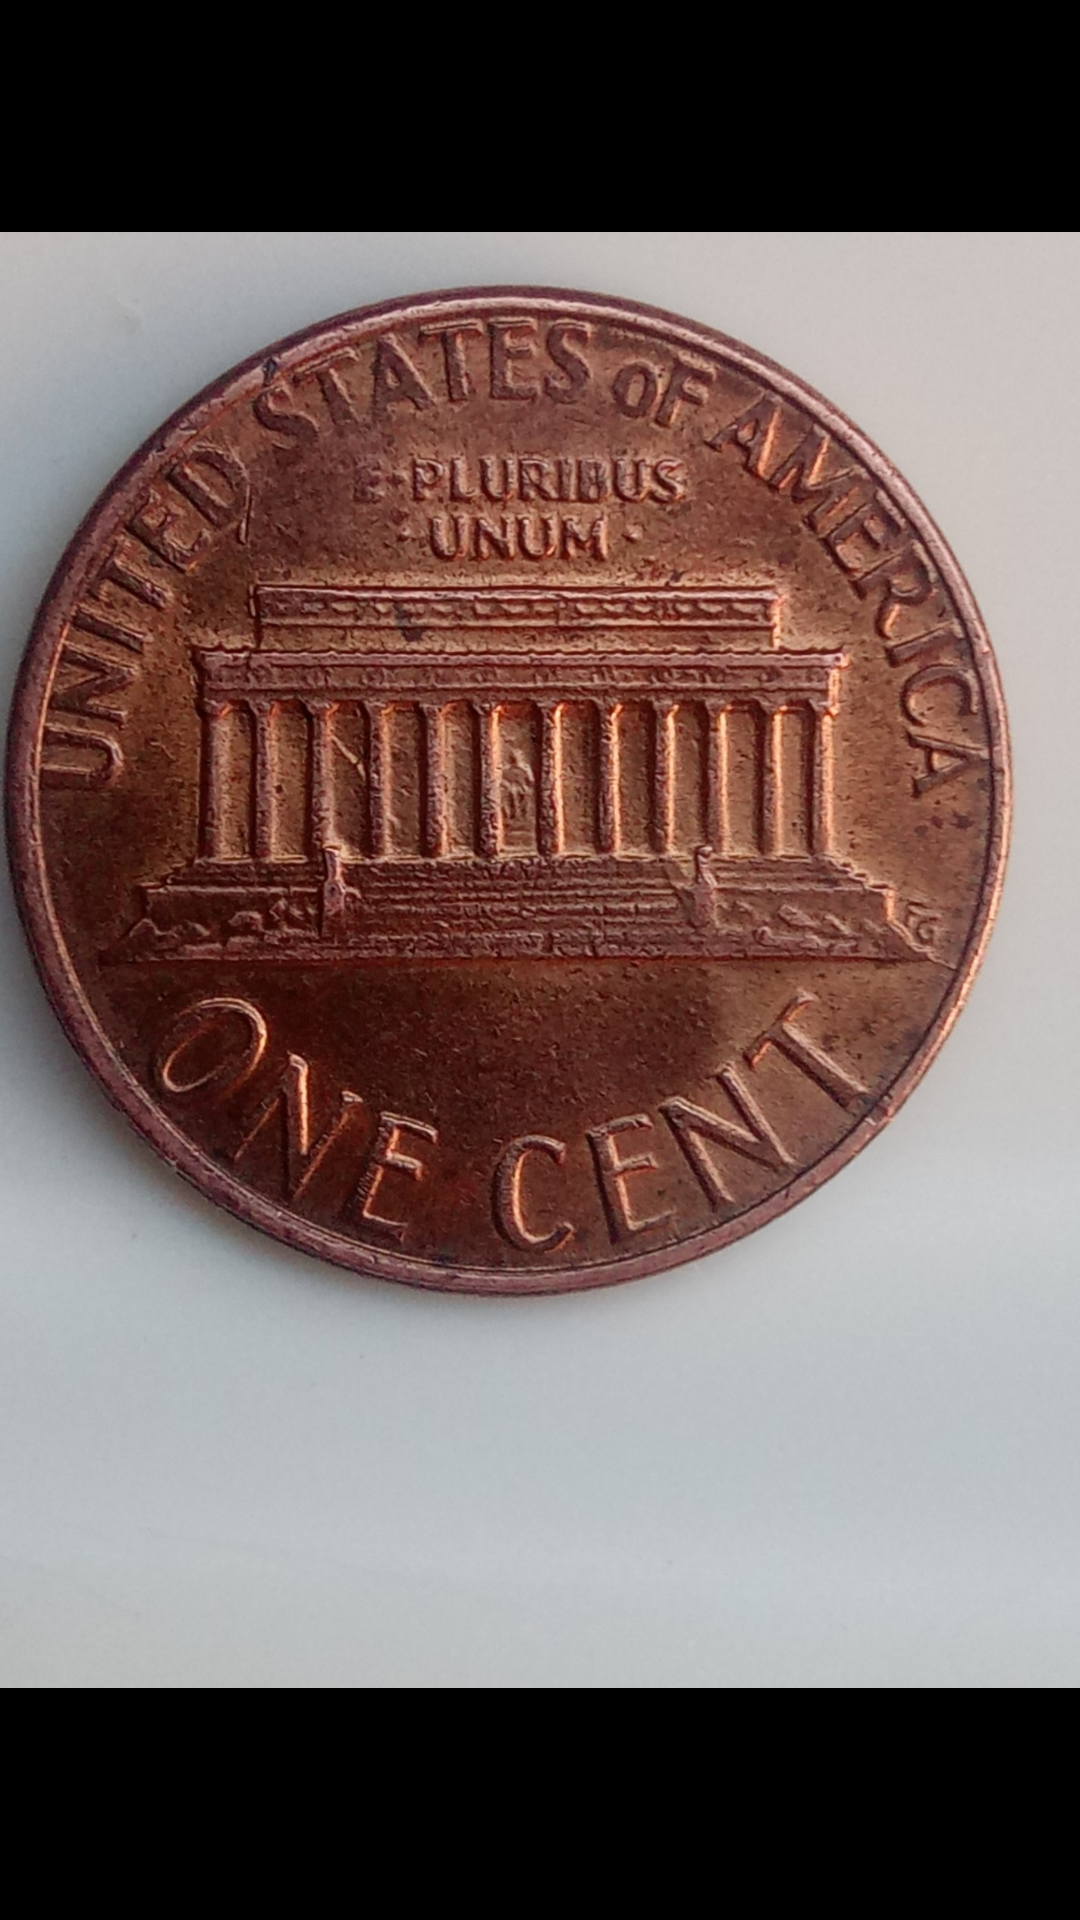 UNITED STATES OF AMERICA
E·PLURIBUS
·UNUM·
FG
ONE CENT